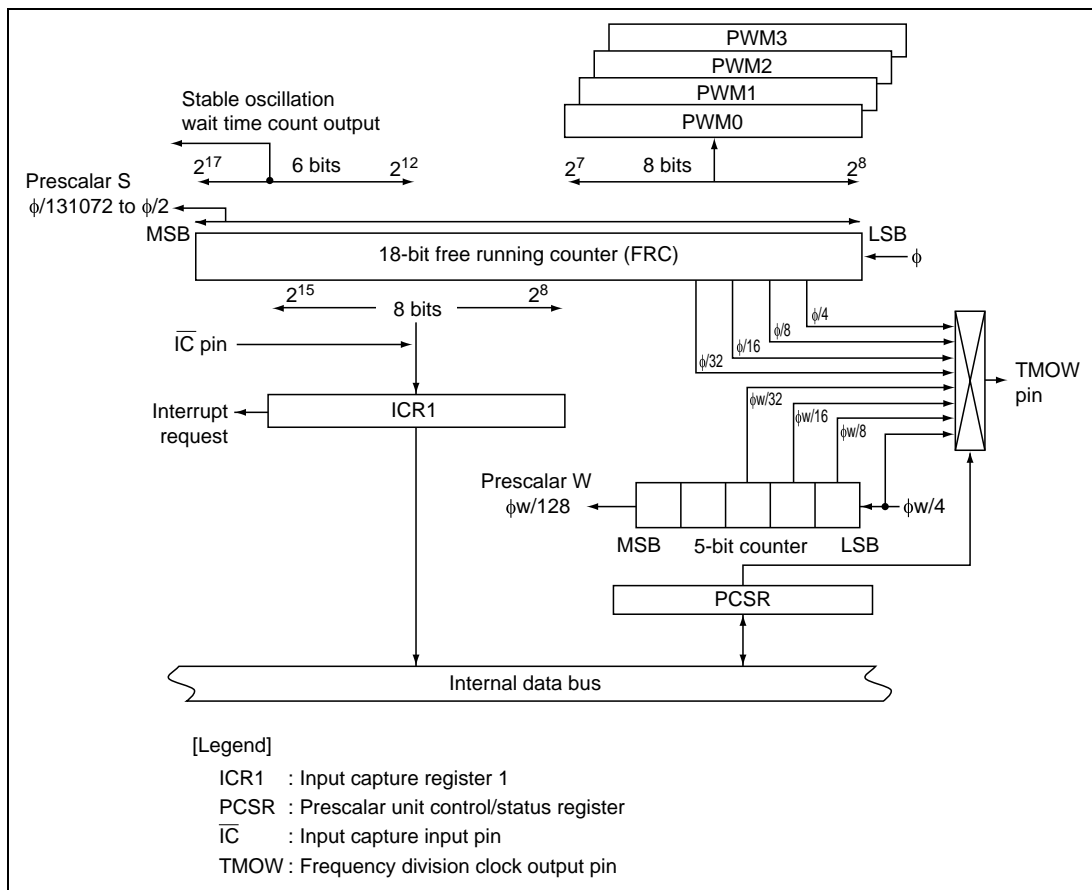 PWM3
PWM2
PWM1
PWM0
Stable oscillation
wait time count output
2^17 6 bits 2^12
2^7 8 bits 2^8
Prescalar S
ϕ/131072 to ϕ/2
MSB
LSB
18-bit free running counter (FRC)
ϕ
2^15 8 bits 2^8
ϕ/4
ϕ/8
ϕ/16
ϕ/32
IC pin
TMOW
pin
ICR1
Interrupt
request
ϕw/32
ϕw/16
ϕw/8
Prescalar W
ϕw/128
ϕw/4
MSB 5-bit counter LSB
PCSR
Internal data bus
[Legend]
ICR1 : Input capture register 1
PCSR : Prescalar unit control/status register
IC : Input capture input pin
TMOW : Frequency division clock output pin